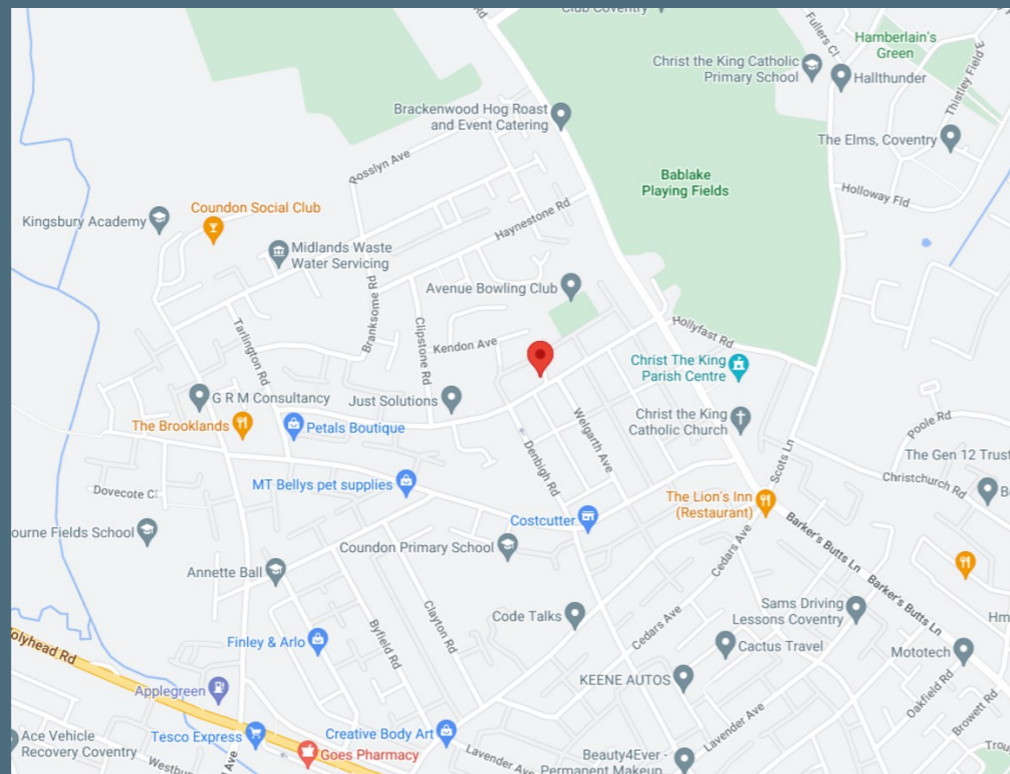 Rd
Club Coventry
Fullers Cl
Hamberlain's
Green
Christ the King Catholic
Primary School
Hallthunder
Thistley Field E
Brackenwood Hog Roast
and Event Catering
The Elms, Coventry
Rosslyn Ave
Bablake
Playing Fields
Holloway Fld
Kingsbury Academy
Coundon Social Club
Haynestone Rd
Midlands Waste
Water Servicing
Avenue Bowling Club
Branksome Rd
Clipstone Rd
Tarlington Rd
Hollyfast Rd
Kendon Ave
Christ The King
Parish Centre
G R M Consultancy
Just Solutions
The Brooklands
Petals Boutique
Welgarth Ave
Christ the King
Catholic Church
Poole Rd
Denbigh Rd
Scots Ln
The Gen 12 Trust
Christchurch Rd
MT Bellys pet supplies
Dovecote Cl
The Lion's Inn
(Restaurant)
Costcutter
Barker's Butts Ln
ourne Fields School
Coundon Primary School
Cedars Ave
Annette Ball
Barker's Butts Ln
Clayton Rd
Code Talks
Cedars Ave
Sams Driving
Lessons Coventry
Hm
Byfield Rd
Finley & Arlo
Cactus Travel
Mototech
olyhead Rd
KEENE AUTOS
Oakfield Rd
Browett Rd
Applegreen
Lavender Ave
Ace Vehicle
Recovery Coventry
Tesco Express
Creative Body Art
Goes Pharmacy
Lavender Ave
Beauty4Ever -
Permanent Makeup
Westbu
d Ave
Trou